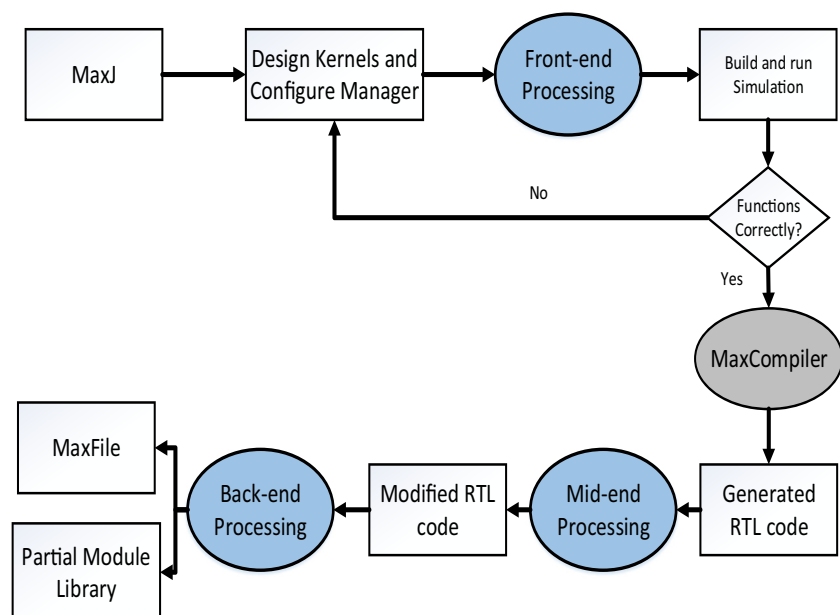 MaxJ
Design Kernels and
Configure Manager
Front-end
Processing
Build and run
Simulation
No
Functions
Correctly?
Yes
MaxCompiler
MaxFile
Back-end
Processing
Modified RTL
code
Mid-end
Processing
Generated
RTL code
Partial Module
Library